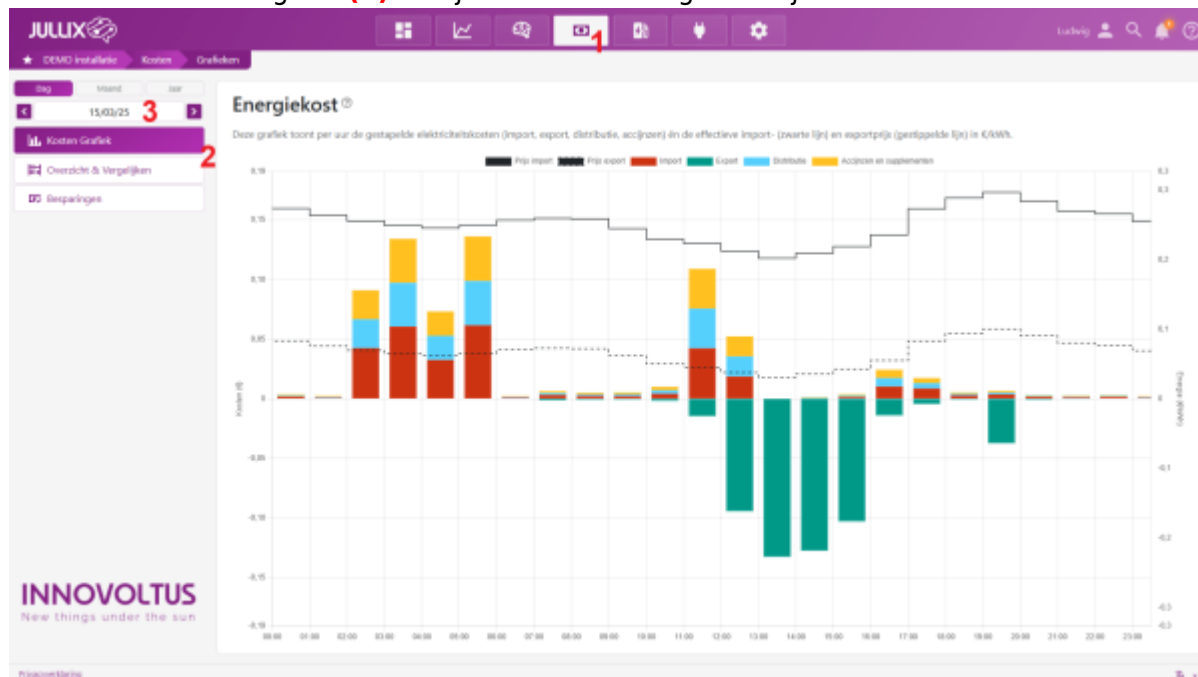 JULLIX
1
Ludwig
DEMO installatie
Kosten
Grafieken
Dag
Maand
Jaar
15/03/25
3
Kosten Grafiek
2
Overzicht & Vergelijken
Besparingen
Energiekost
Deze grafiek toont per uur de gestapelde elektriciteitskosten (import, export, distributie, accijnzen) én de effectieve import- (zwarte lijn) en exportprijs (gestippelde lijn) in €/kWh.
Prijs import
Prijs export
Import
Export
Distributie
Accijnzen en supplementen
0,15
0,10
0,05
0
-0,05
-0,10
-0,15
Kosten (€)
0,3
0,3
0,2
0,1
0
-0,1
-0,2
-0,3
-0,3
00:00 01:00 02:00 03:00 04:00 05:00 06:00 07:00 08:00 09:00 10:00 11:00 12:00 13:00 14:00 15:00 16:00 17:00 18:00 19:00 20:00 21:00 22:00 23:00
INNOVOLTUS
New things under the sun
Privacyverklaring